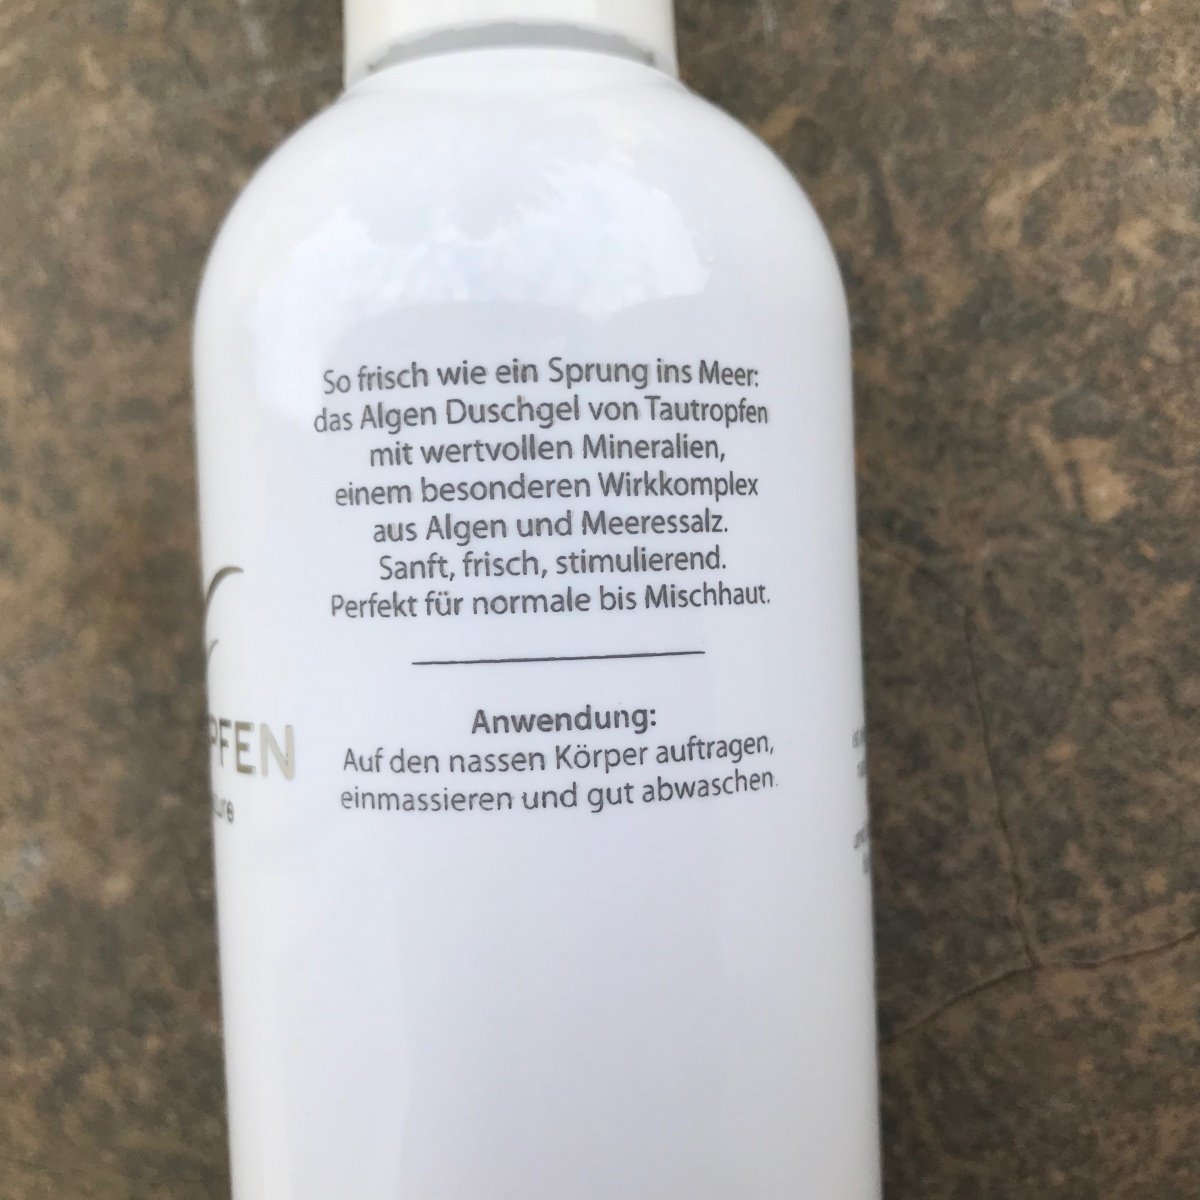 So frisch wie ein Sprung ins Meer:
das Algen Duschgel von Tautropfen
mit wertvollen Mineralien,
einem besonderen Wirkkomplex
aus Algen und Meeressalz.
Sanft, frisch, stimulierend.
Perfekt für normale bis Mischhaut.
Anwendung:
Auf den nassen Körper auftragen,
einmassieren und gut abwaschen.
PFEN